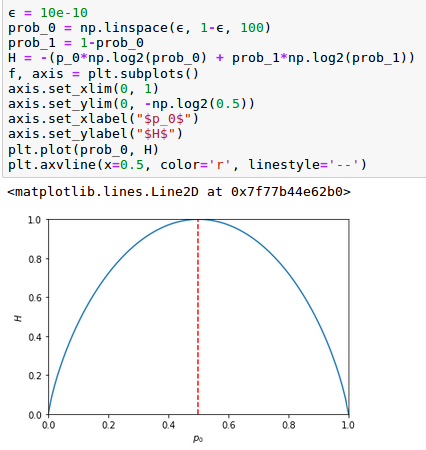 ϵ = 10e-10
prob_0 = np.linspace(ϵ, 1-ϵ, 100)
prob_1 = 1-prob_0
H = -(p_0*np.log2(prob_0) + prob_1*np.log2(prob_1))
f, axis = plt.subplots()
axis.set_xlim(0, 1)
axis.set_ylim(0, -np.log2(0.5))
axis.set_xlabel("$p_0$")
axis.set_ylabel("$H$")
plt.plot(prob_0, H)
plt.axvline(x=0.5, color='r', linestyle='--')
<matplotlib.lines.Line2D at 0x7f77b44e62b0>
1.0
0.8
0.6
H
0.4
0.2
0.0
0.0 0.2 0.4 0.6 0.8 1.0
p₀